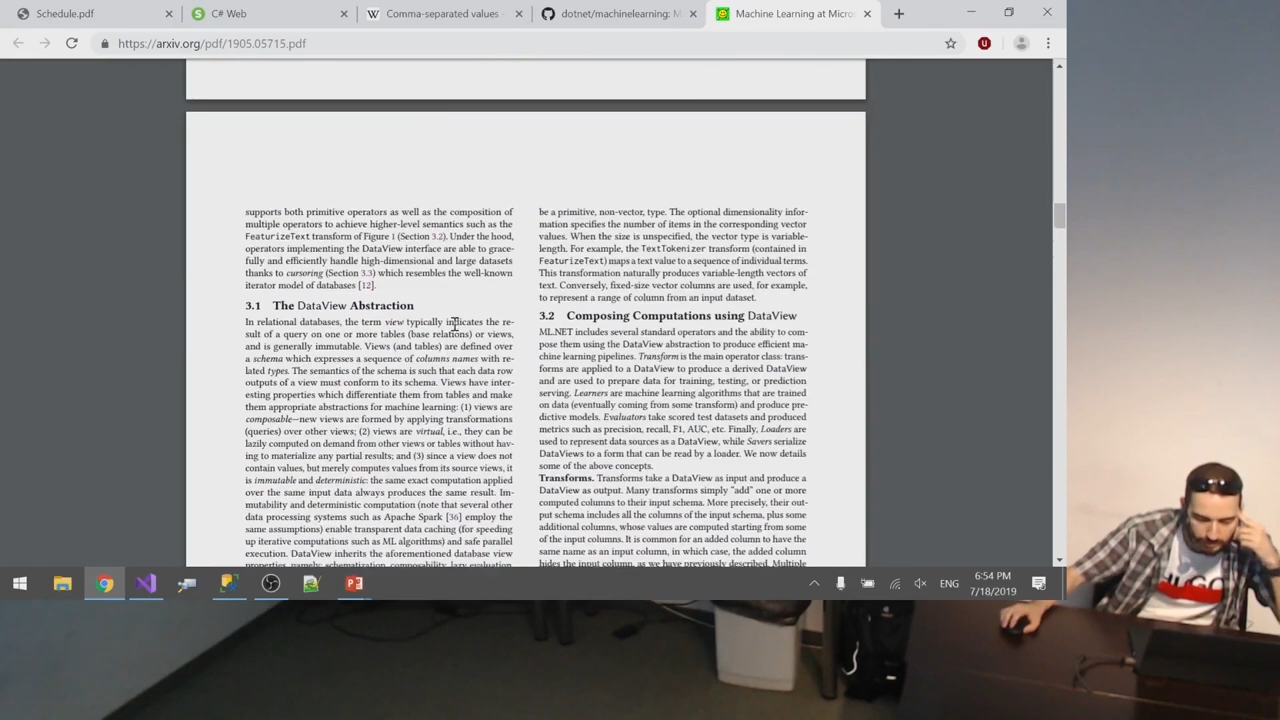 Schedule.pdf
C# Web
Comma-separated values
dotnet/machinelearning: M
Machine Learning at Micros
https://arxiv.org/pdf/1905.05715.pdf
supports both primitive operators as well as the composition of
multiple operators to achieve higher-level semantics such as the
FeaturizeText transform of Figure 1 (Section 3.2). Under the hood,
operators implementing the DataView interface are able to grace-
fully and efficiently handle high-dimensional and large datasets
thanks to cursoring (Section 3.3) which resembles the well-known
iterator model of databases [12].
3.1 The DataView Abstraction
In relational databases, the term view typically indicates the re-
sult of a query on one or more tables (base relations) or views,
and is generally immutable. Views (and tables) are defined over
a schema which expresses a sequence of columns names with re-
lated types. The semantics of the schema is such that each data row
outputs of a view must conform to its schema. Views have inter-
esting properties which differentiate them from tables and make
them appropriate abstractions for machine learning: (1) views are
composable—new views are formed by applying transformations
(queries) over other views; (2) views are virtual, i.e., they can be
lazily computed on demand from other views or tables without hav-
ing to materialize any partial results; and (3) since a view does not
contain values, but merely computes values from its source views, it
is immutable and deterministic: the same exact computation applied
over the same input data always produces the same result. Im-
mutability and deterministic computation (note that several other
data processing systems such as Apache Spark [36] employ the
same assumptions) enable transparent data caching (for speeding
up iterative computations such as ML algorithms) and safe parallel
execution. DataView inherits the aforementioned database view
properties, namely: schematization, composability, lazy evaluation,
be a primitive, non-vector, type. The optional dimensionality infor-
mation specifies the number of items in the corresponding vector
values. When the size is unspecified, the vector type is variable-
length. For example, the TextTokenizer transform (contained in
FeaturizeText) maps a text value to a sequence of individual terms.
This transformation naturally produces variable-length vectors of
text. Conversely, fixed-size vector columns are used, for example,
to represent a range of column from an input dataset.
3.2 Composing Computations using DataView
ML.NET includes several standard operators and the ability to com-
pose them using the DataView abstraction to produce efficient ma-
chine learning pipelines. Transform is the main operator class: trans-
forms are applied to a DataView to produce a derived DataView
and are used to prepare data for training, testing, or prediction
serving. Learners are machine learning algorithms that are trained
on data (eventually coming from some transform) and produce pre-
dictive models. Evaluators take scored test datasets and produced
metrics such as precision, recall, F1, AUC, etc. Finally, Loaders are
used to represent data sources as a DataView, while Savers serialize
DataViews to a form that can be read by a loader. We now details
some of the above concepts.
Transforms. Transforms take a DataView as input and produce a
DataView as output. Many transforms simply “add” one or more
computed columns to their input schema. More precisely, their out-
put schema includes all the columns of the input schema, plus some
additional columns, whose values are computed starting from some
of the input columns. It is common for an added column to have the
same name as an input column, in which case, the added column
hides the input column, as we have previously described. Multiple
ENG
6:54 PM
7/18/2019